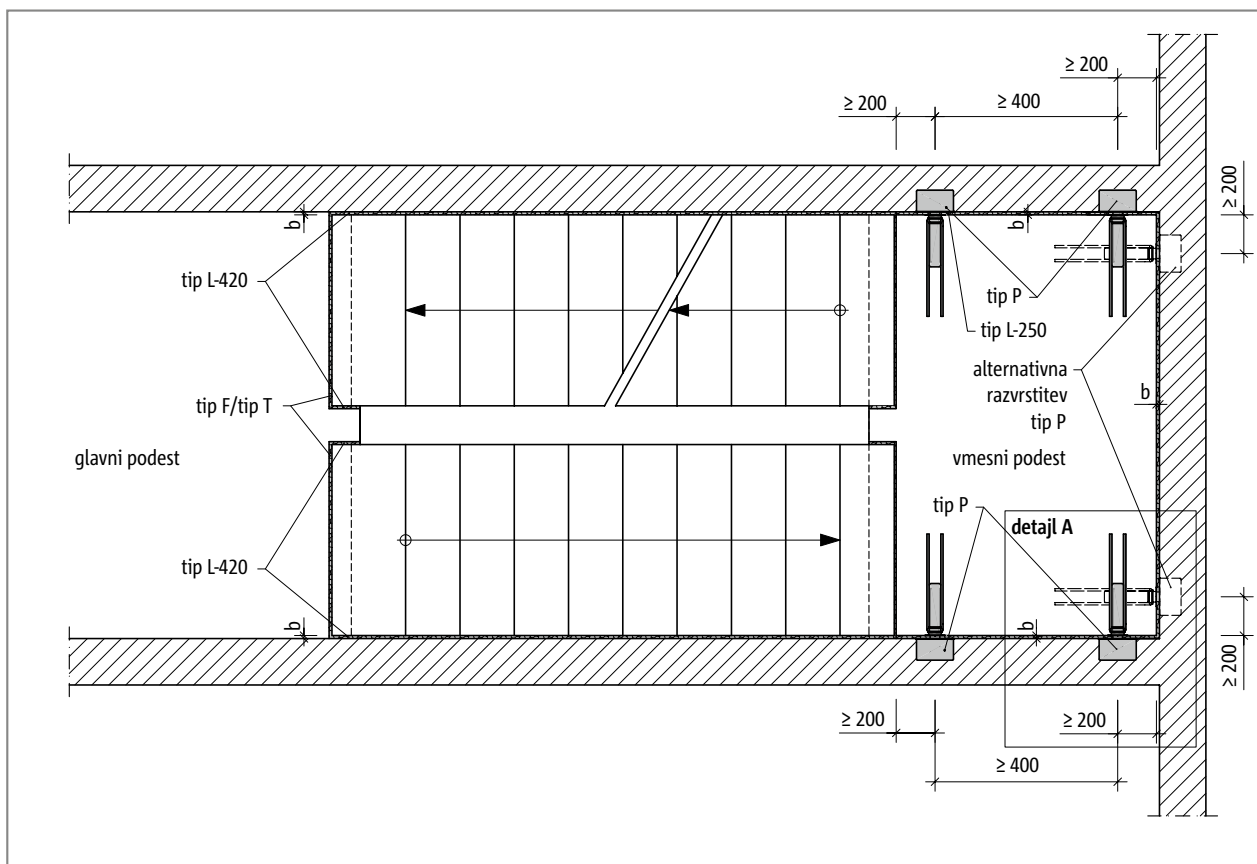 ≥ 200
≥ 200
≥ 400
≥ 200
b
b
tip L-420
tip P
tip L-250
alternativna
razvrstitev
tip P
b
tip F/tip T
glavni podest
vmesni podest
tip P
detajl A
tip L-420
b
b
≥ 200
≥ 200
≥ 200
≥ 400